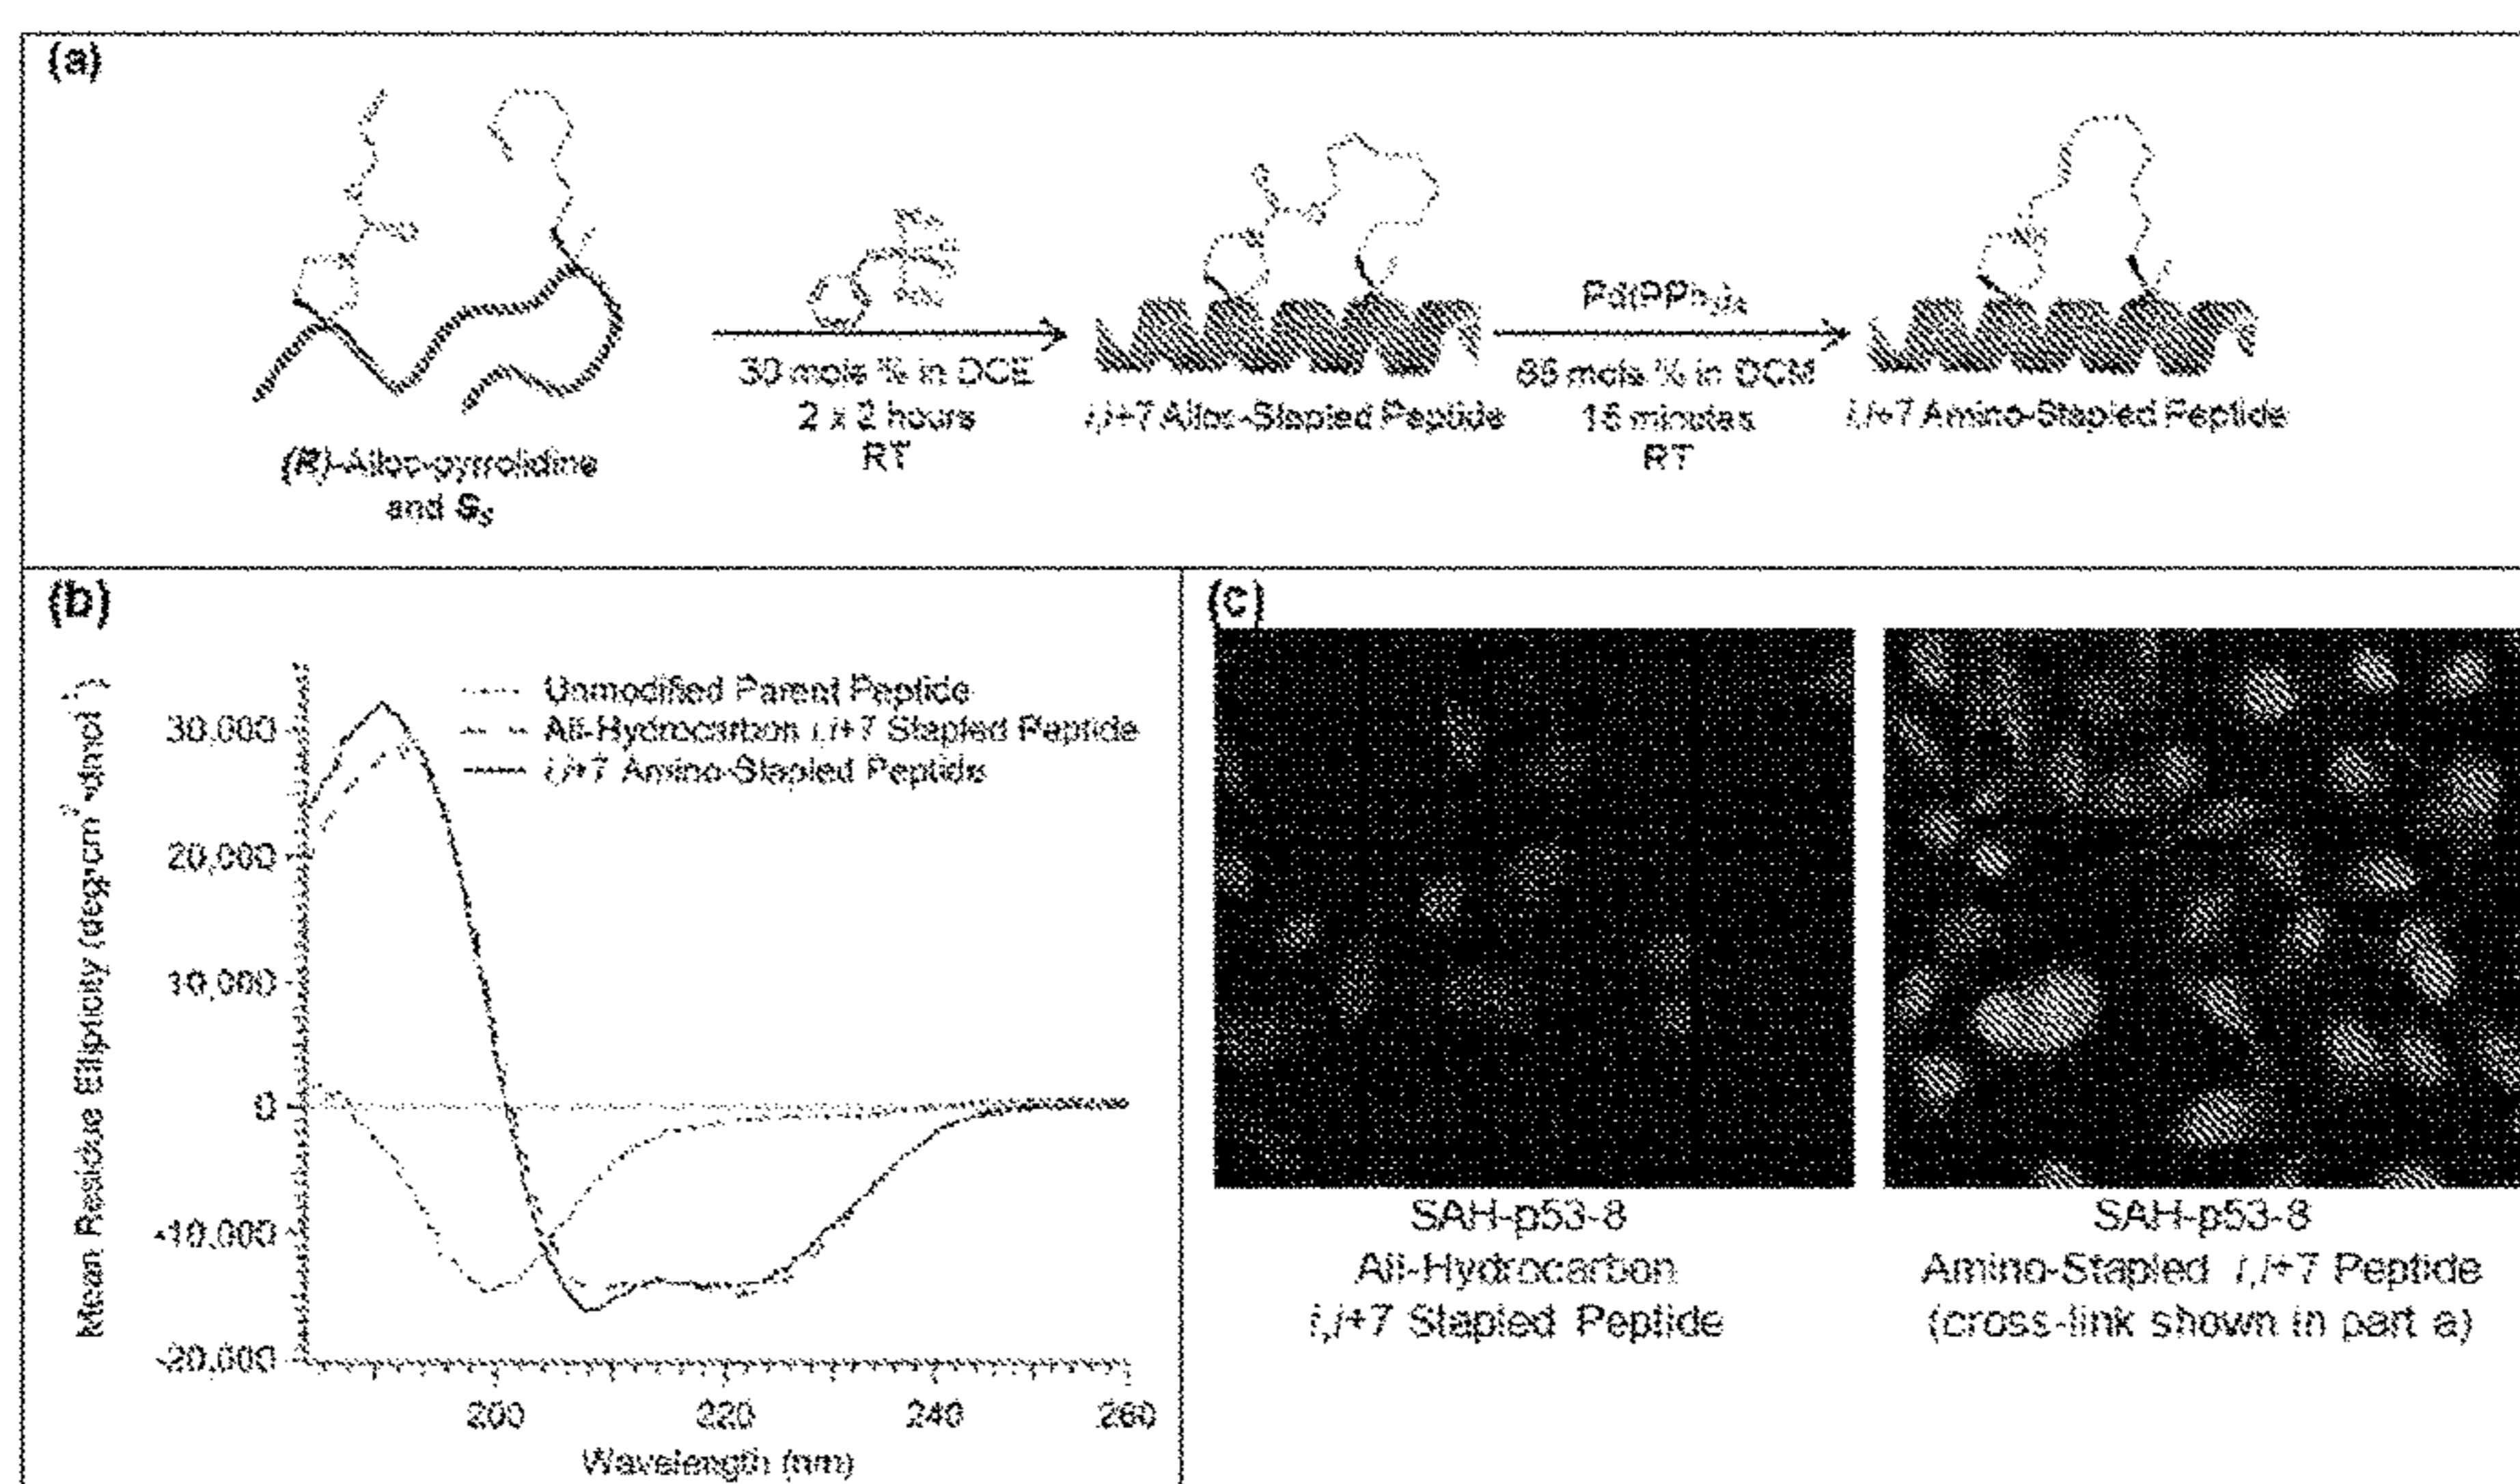 (a)
Pd(PPh3)4
30 mole % in DCE
2 x 2 hours
RT
i,i+7 Alloc-Stapled Peptide
15 minutes
RT
i,i+7 Amino-Stapled Peptide
(R)-Alloc-pyrrolidine
and S5
(b)
Mean Residue Ellipticity (deg•cm2•dmol-1)
Unmodified Parent Peptide
All-Hydrocarbon i,i+7 Stapled Peptide
i,i+7 Amino-Stapled Peptide
30,000
20,000
10,000
0
-10,000
-20,000
200
220
240
260
Wavelength (nm)
(c)
SAH-p53-8
All-Hydrocarbon
i,i+7 Stapled Peptide
SAH-p53-8
Amino-Stapled i,i+7 Peptide
(cross-link shown in part a)